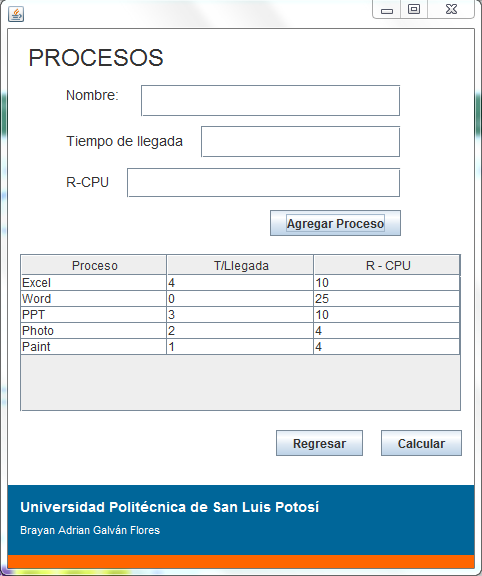 PROCESOS
Nombre:
Tiempo de llegada
R-CPU
Agregar Proceso
Proceso T/Llegada R - CPU
Excel 4 10
Word 0 25
PPT 3 10
Photo 2 4
Paint 1 4
Regresar Calcular
Universidad Politécnica de San Luis Potosí
Brayan Adrian Galván Flores